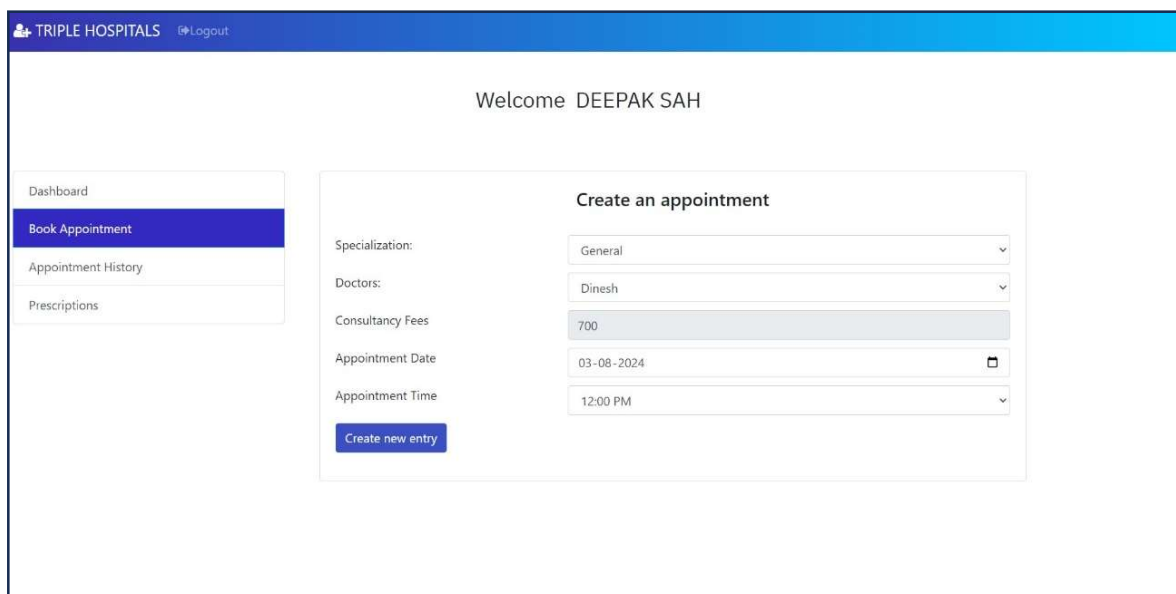 TRIPLE HOSPITALS Logout
Welcome DEEPAK SAH
Dashboard
Book Appointment
Appointment History
Prescriptions
Create an appointment
Specialization: General
Doctors: Dinesh
Consultancy Fees 700
Appointment Date 03-08-2024
Appointment Time 12:00 PM
Create new entry